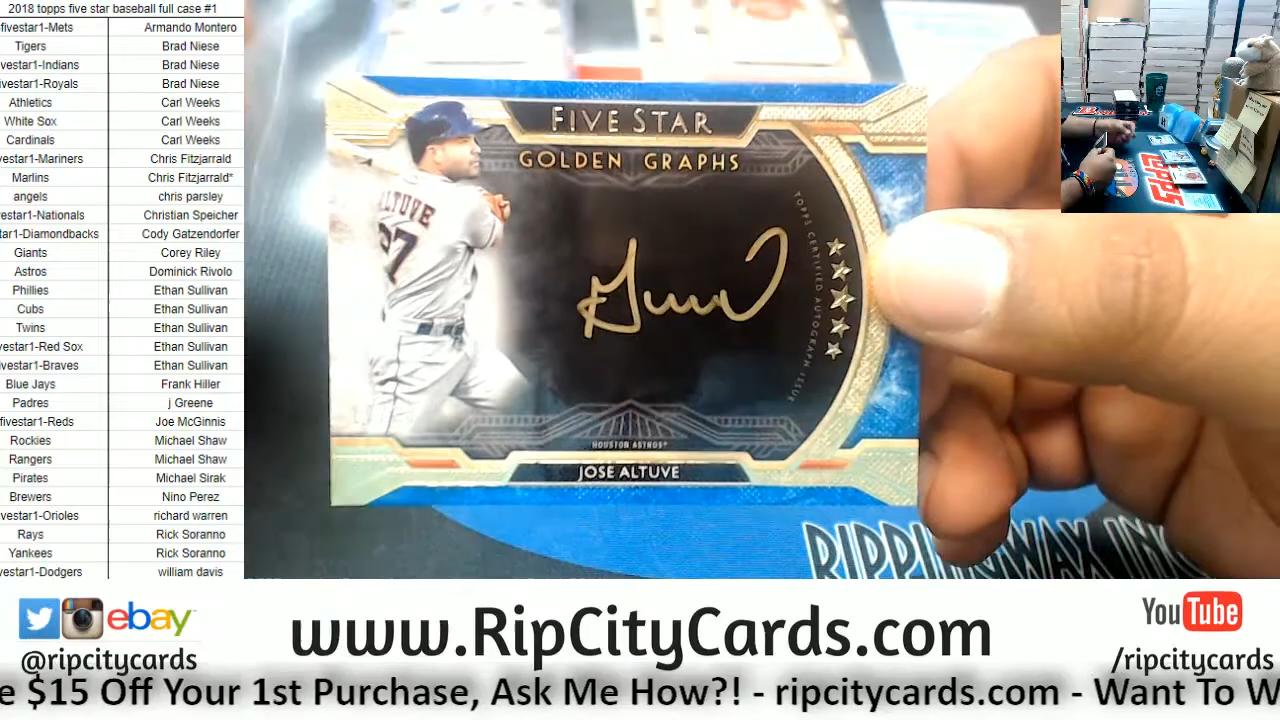 2018 topps five star baseball full case #1
fivestar1-Mets Armando Montero
Tigers Brad Niese
vestar1-Indians Brad Niese
vestar1-Royals Brad Niese
Athletics Carl Weeks
White Sox Carl Weeks
Cardinals Carl Weeks
vestar1-Mariners Chris Fitzjarrald
Marlins Chris Fitzjarrald*
angels chris parsley
vestar1-Nationals Christian Speicher
tar1-Diamondbacks Cody Gatzendorfer
Giants Corey Riley
Astros Dominick Rivolo
Phillies Ethan Sullivan
Cubs Ethan Sullivan
Twins Ethan Sullivan
vestar1-Red Sox Ethan Sullivan
vestar1-Braves Ethan Sullivan
Blue Jays Frank Hiller
Padres j Greene
fivestar1-Reds Joe McGinnis
Rockies Michael Shaw
Rangers Michael Shaw
Pirates Michael Sirak
Brewers Nino Perez
vestar1-Orioles richard warren
Rays Rick Soranno
Yankees Rick Soranno
vestar1-Dodgers william davis
FIVE STAR
GOLDEN GRAPHS
ALTUVE
27
TOPPS CERTIFIED AUTOGRAPH ISSUE
HOUSTON ASTROS
JOSE ALTUVE
RIPPINGWAX INC
TOPPS
ebay
@ripcitycards
www.RipCityCards.com
YouTube
/ripcitycards
e $15 Off Your 1st Purchase, Ask Me How?! - ripcitycards.com - Want To W